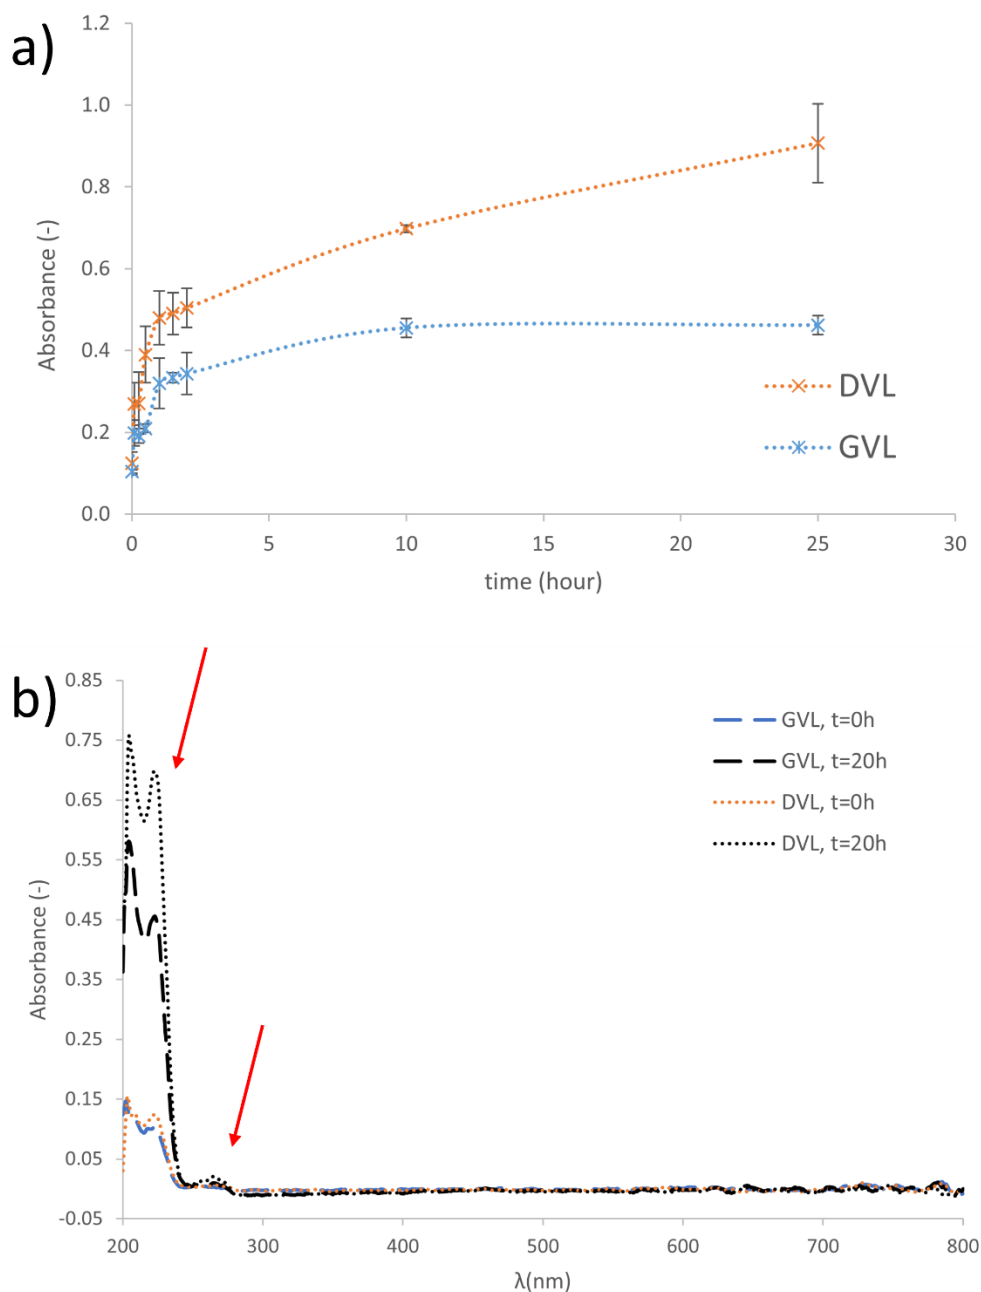 a)
1.2
1.0
0.8
0.6
0.4
0.2
0.0
Absorbance (-)
0 5 10 15 20 25 30
time (hour)
DVL
GVL
b)
0.85
0.75
0.65
0.55
0.45
0.35
0.25
0.15
0.05
-0.05
Absorbance (-)
200 300 400 500 600 700 800
λ(nm)
GVL, t=0h
GVL, t=20h
DVL, t=0h
DVL, t=20h